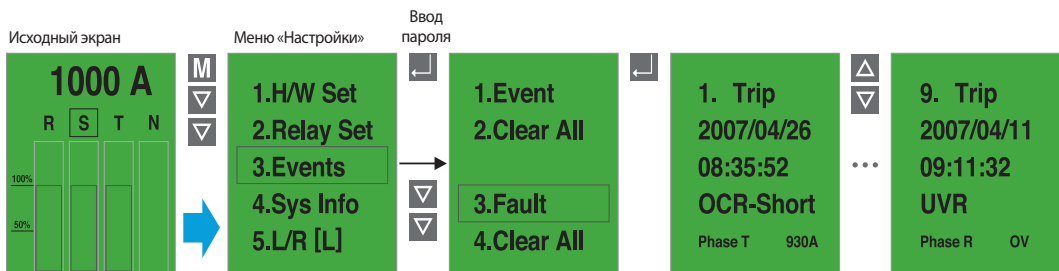 Исходный экран
1000 A
R S T N
100%
50%
M
Меню «Настройки»
1.H/W Set
2.Relay Set
3.Events
4.Sys Info
5.L/R [L]
Ввод
пароля
1.Event
2.Clear All
3.Fault
4.Clear All
1. Trip
2007/04/26
08:35:52
OCR-Short
Phase T 930A
...
9. Trip
2007/04/11
09:11:32
UVR
Phase R OV